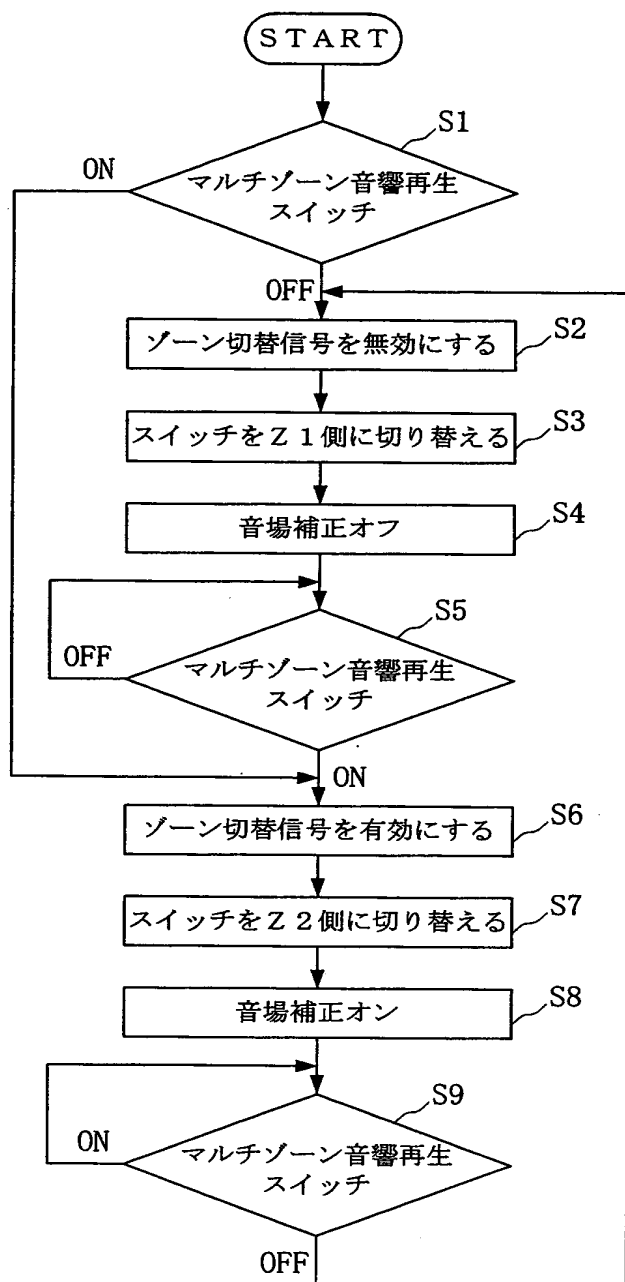 START
S1
ON
マルチゾーン音響再生
スイッチ
OFF
ゾーン切替信号を無効にする
S2
スイッチをZ1側に切り替える
S3
音場補正オフ
S4
S5
OFF
マルチゾーン音響再生
スイッチ
ON
ゾーン切替信号を有効にする
S6
スイッチをZ2側に切り替える
S7
音場補正オン
S8
S9
ON
マルチゾーン音響再生
スイッチ
OFF